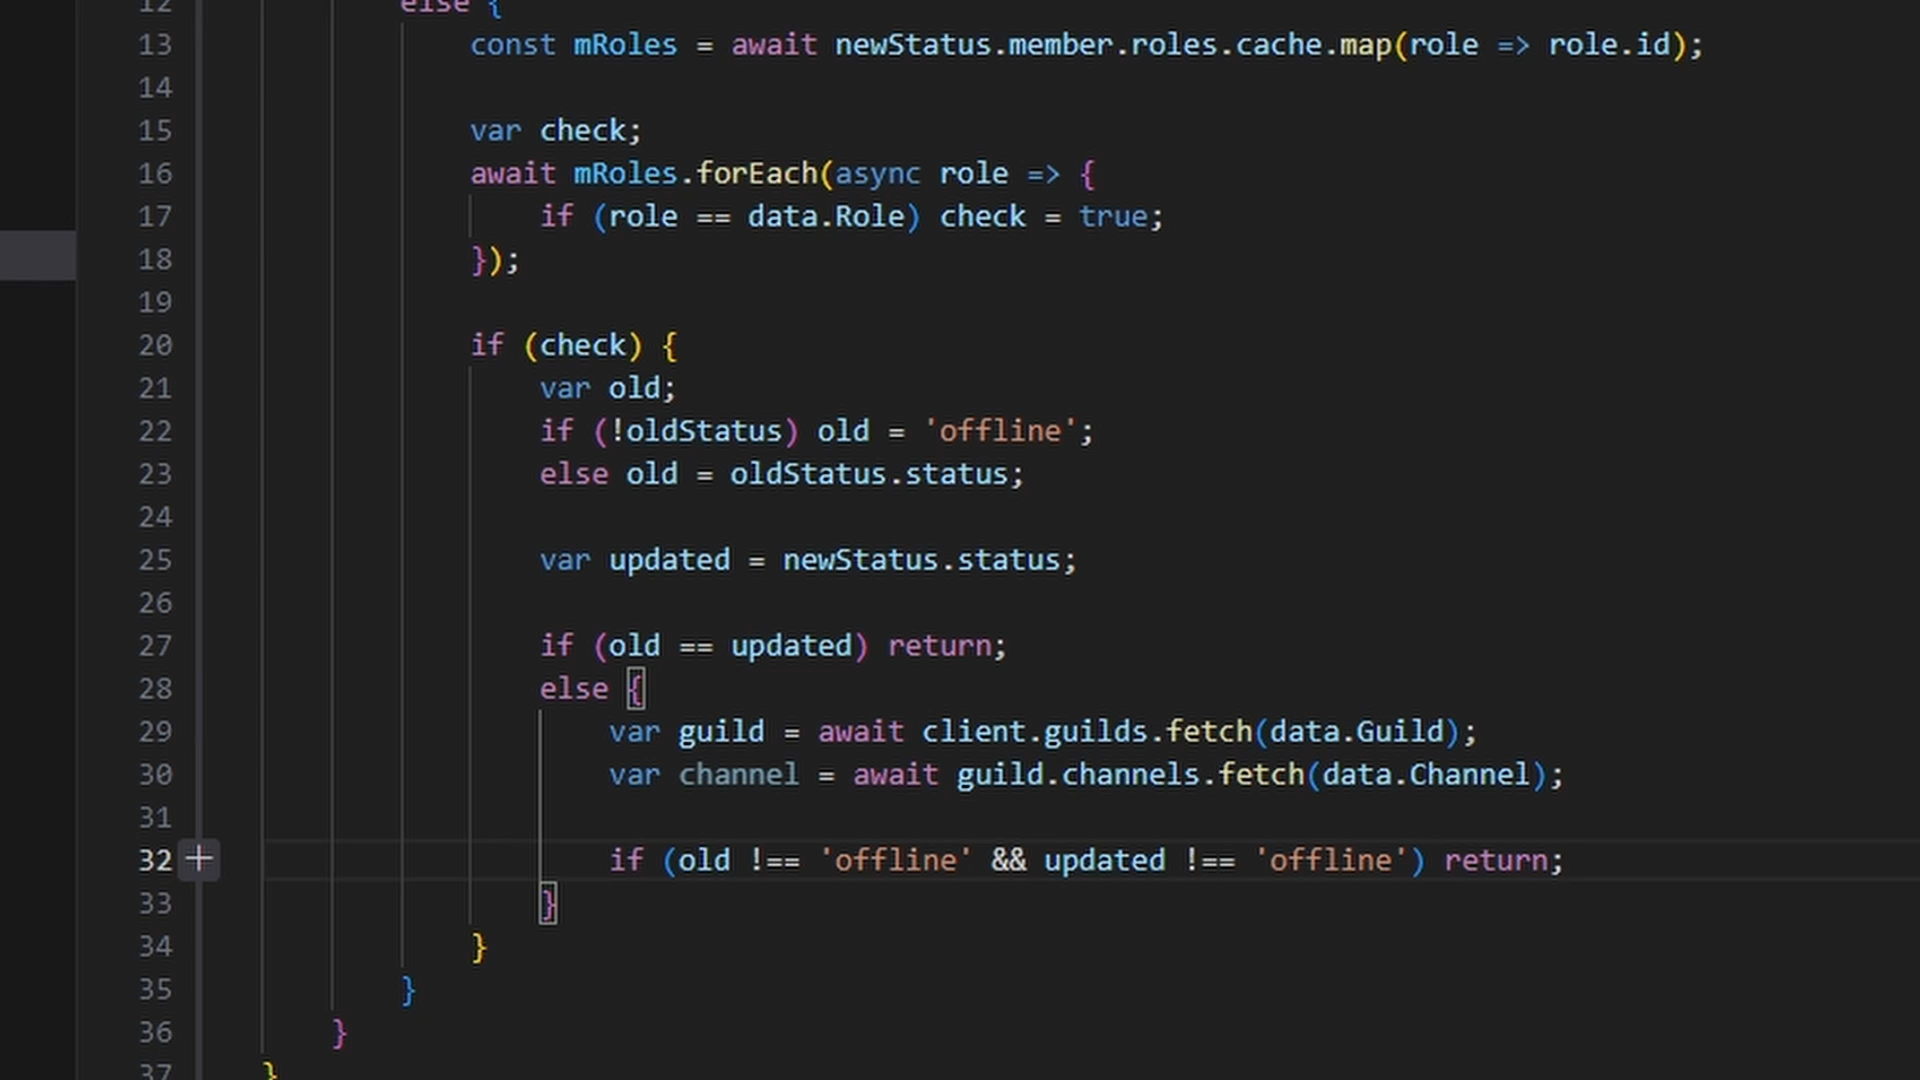 12 else {
13 const mRoles = await newStatus.member.roles.cache.map(role => role.id);
14
15 var check;
16 await mRoles.forEach(async role => {
17 if (role == data.Role) check = true;
18 });
19
20 if (check) {
21 var old;
22 if (!oldStatus) old = 'offline';
23 else old = oldStatus.status;
24
25 var updated = newStatus.status;
26
27 if (old == updated) return;
28 else {
29 var guild = await client.guilds.fetch(data.Guild);
30 var channel = await guild.channels.fetch(data.Channel);
31
32 if (old !== 'offline' && updated !== 'offline') return;
33 }
34 }
35 }
36 }
37 }